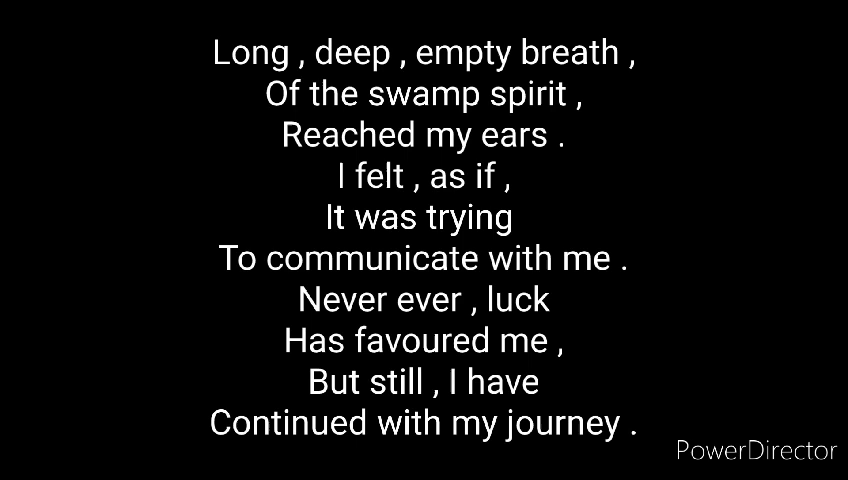 Long , deep , empty breath ,
Of the swamp spirit ,
Reached my ears .
I felt , as if ,
It was trying
To communicate with me .
Never ever , luck
Has favoured me ,
But still , I have
Continued with my journey .
PowerDirector